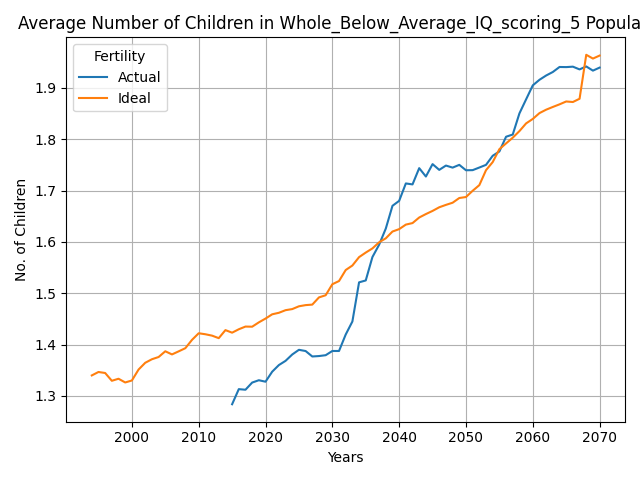 Average Number of Children in Whole_Below_Average_IQ_scoring_5 Popula
Fertility
Actual
Ideal
No. of Children
1.9
1.8
1.7
1.6
1.5
1.4
1.3
2000 2010 2020 2030 2040 2050 2060 2070
Years